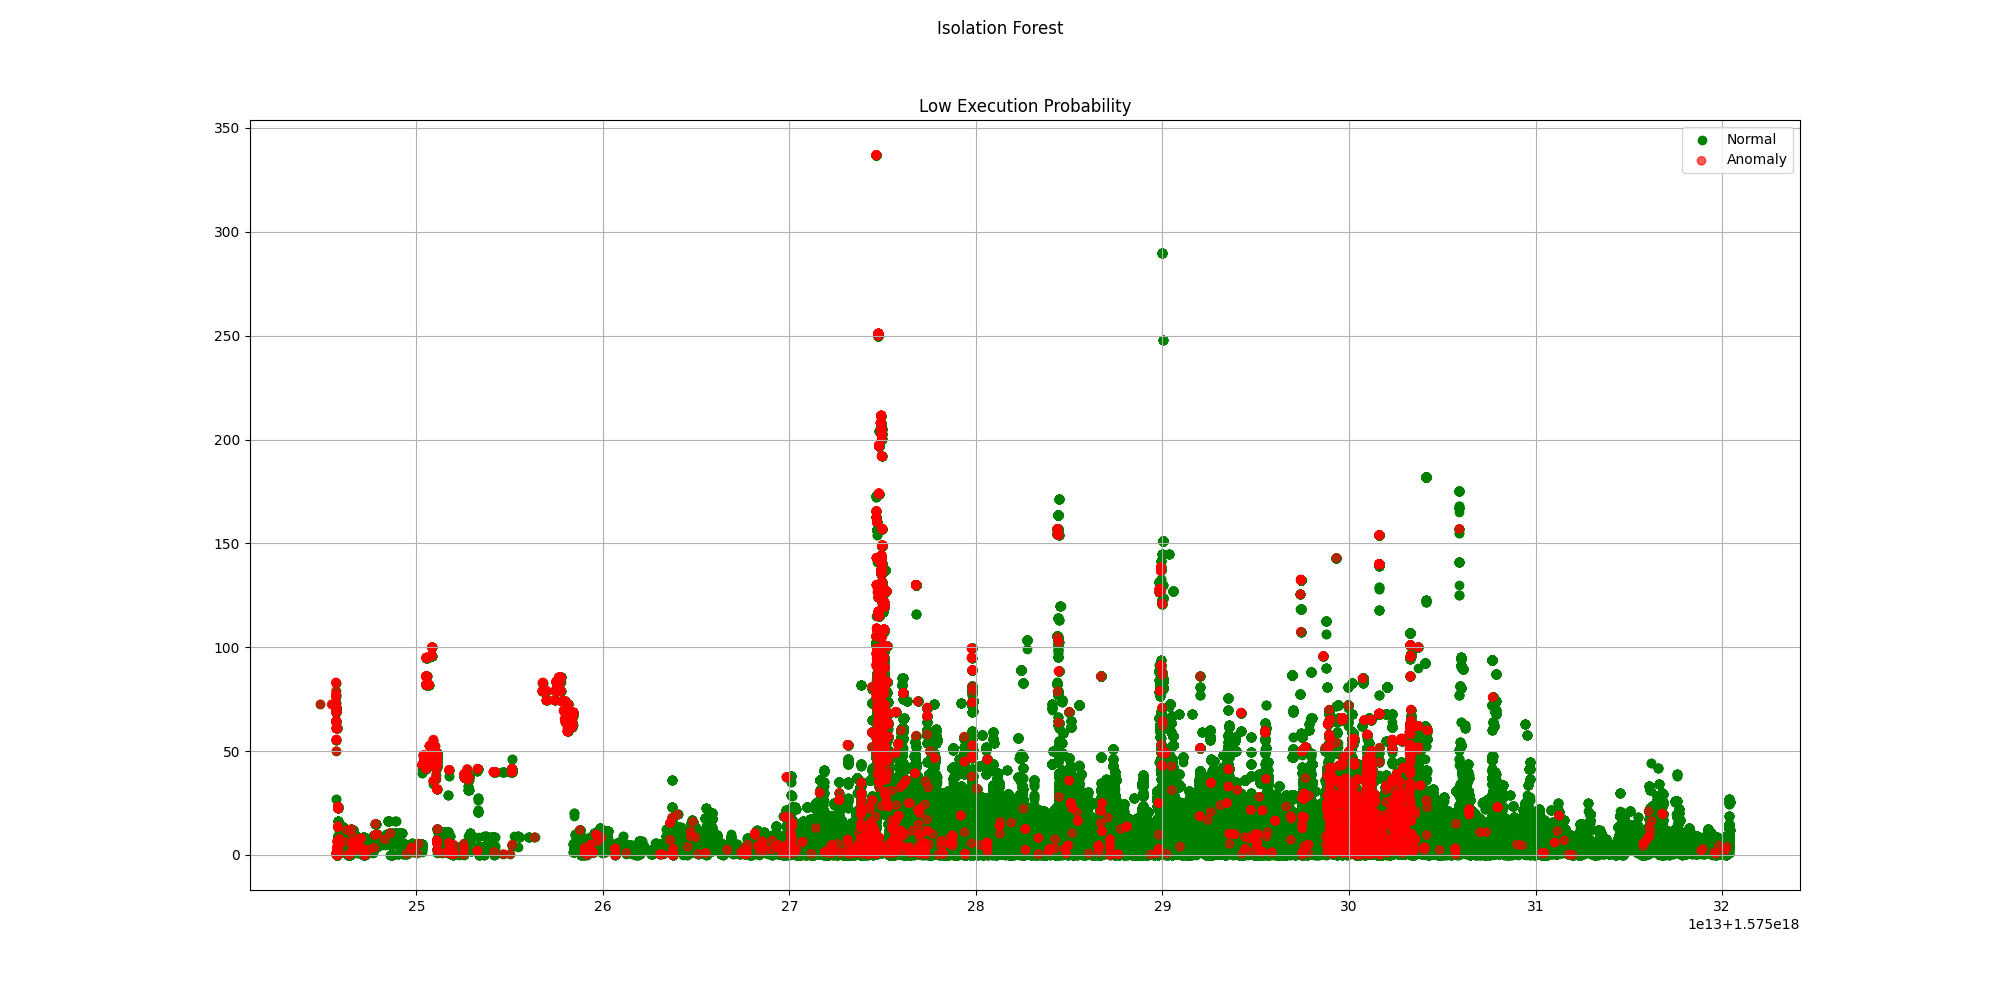 Isolation Forest
Low Execution Probability
Normal
Anomaly
350
300
250
200
150
100
50
0
25 26 27 28 29 30 31 32
1e13+1.575e18